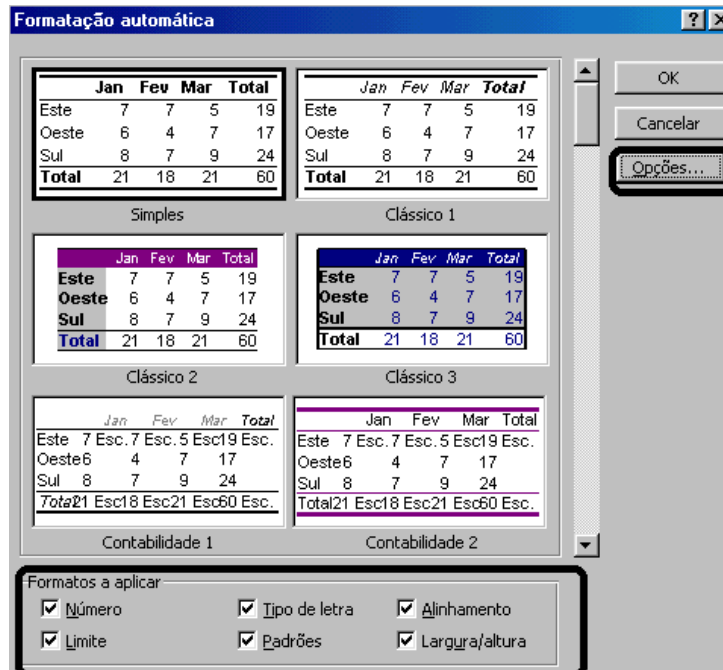 Formatação automática
Jan Fev Mar Total
Este 7 7 5 19
Oeste 6 4 7 17
Sul 8 7 9 24
Total 21 18 21 60
Simples
Jan Fev Mar Total
Este 7 7 5 19
Oeste 6 4 7 17
Sul 8 7 9 24
Total 21 18 21 60
Clássico 1
OK
Cancelar
Opções...
Jan Fev Mar Total
Este 7 7 5 19
Oeste 6 4 7 17
Sul 8 7 9 24
Total 21 18 21 60
Clássico 2
Jan Fev Mar Total
Este 7 7 5 19
Oeste 6 4 7 17
Sul 8 7 9 24
Total 21 18 21 60
Clássico 3
Jan Fev Mar Total
Este 7 Esc. 7 Esc. 5 Esc19 Esc.
Oeste6 4 7 17
Sul 8 7 9 24
Total21 Esc18 Esc21 Esc60 Esc.
Contabilidade 1
Jan Fev Mar Total
Este 7 Esc. 7 Esc. 5 Esc19 Esc.
Oeste6 4 7 17
Sul 8 7 9 24
Total21 Esc18 Esc21 Esc60 Esc.
Contabilidade 2
Formatos a aplicar
Número Tipo de letra Alinhamento
Limite Padrões Largura/altura